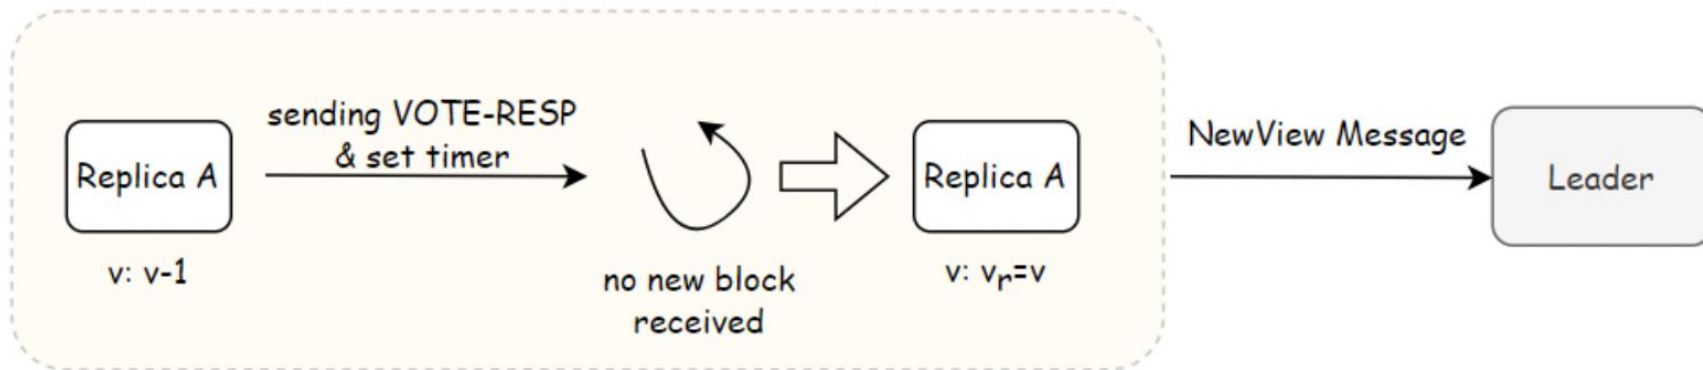 sending VOTE-RESP
& set timer
Replica A
v: v-1
no new block
received
Replica A
v: vr=v
NewView Message
Leader